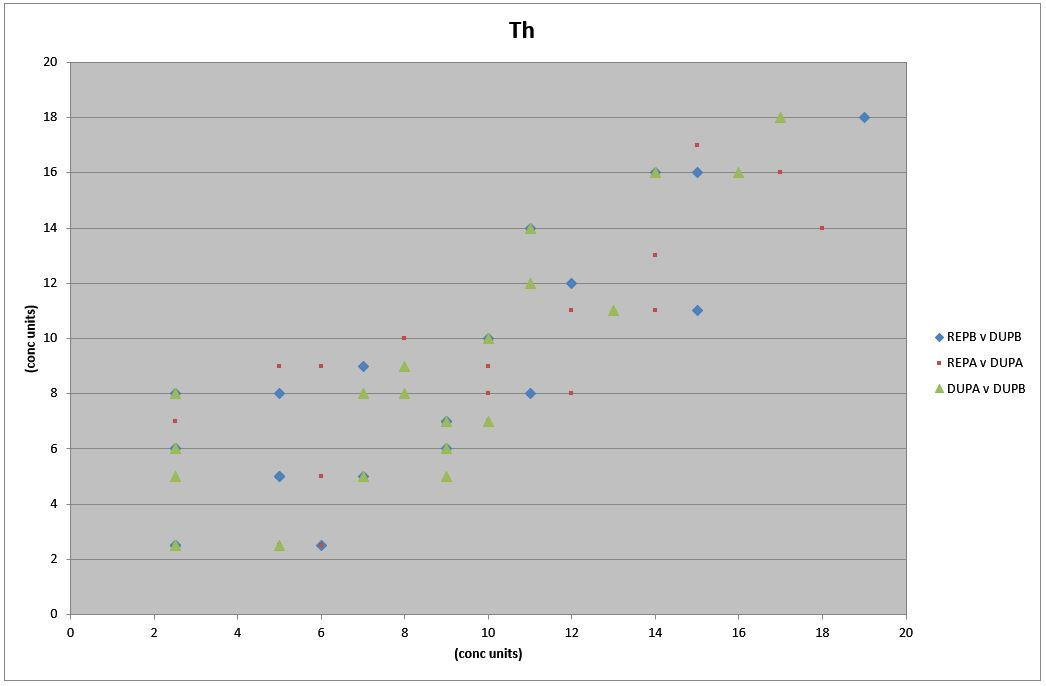 Th
20
18
16
14
12
10
8
6
4
2
0
(conc units)
0 2 4 6 8 10 12 14 16 18 20
(conc units)
REPB v DUPB
REPA v DUPA
DUPA v DUPB